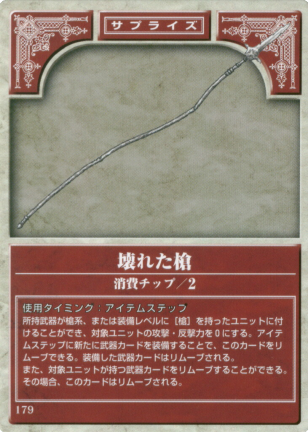 サプライズ
壊れた槍
消費チップ/2
使用タイミング:アイテムステップ
所持武器が槍系、または装備レベルに[槍]を持ったユニットに付
けることができ、対象ユニットの攻撃・反撃力を0にする。アイテ
ムステップに新たに武器カードを装備することで、このカードをリ
ムーブできる。装備した武器カードはリムーブされる。
また、対象ユニットが持つ武器カードをリムーブすることができる。
その場合、このカードはリムーブされる。
179